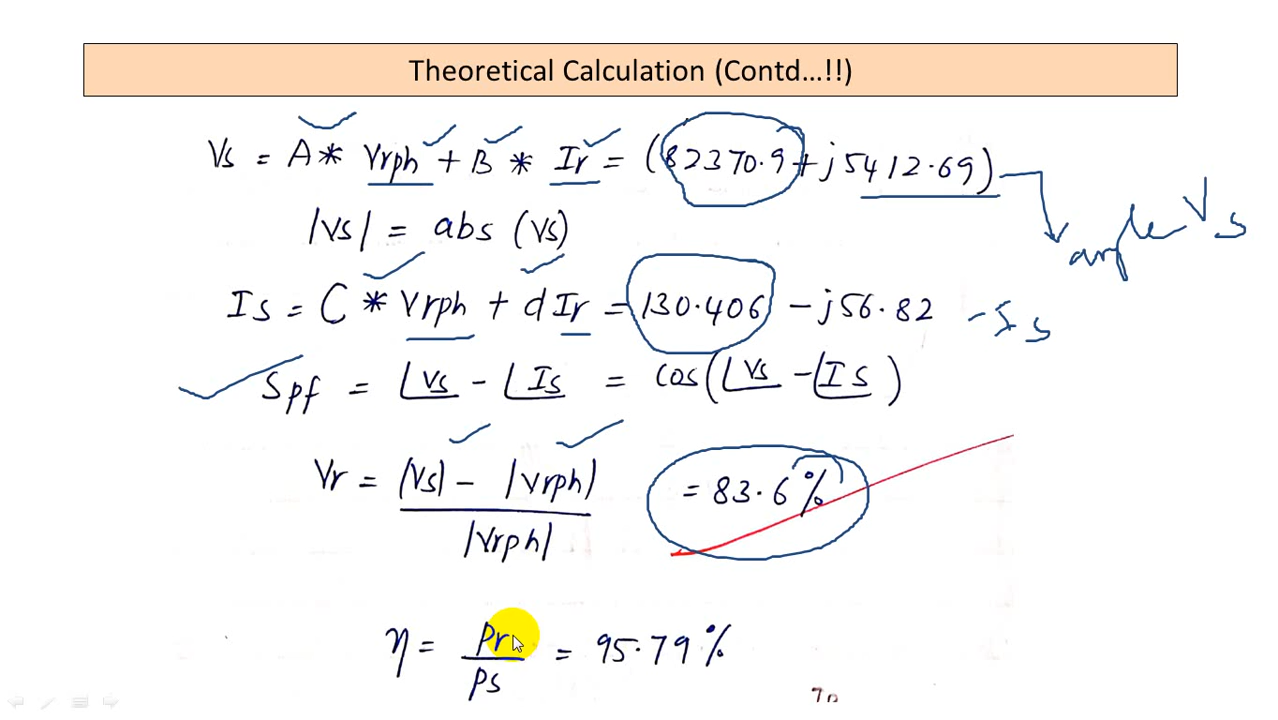 Theoretical Calculation (Contd...!!)
Vs = A* Vrph + B * Ir = (82370.9 + j5412.69)
angle Vs
|Vs| = abs (Vs)
Is = C * Vrph + d Ir = 130.406 - j56.82 - Is
Spf = ∠Vs - ∠Is = cos(∠Vs - ∠Is)
Vr = |Vs| - |Vrph| / |Vrph| = 83.6%
η = Pr / Ps = 95.79%